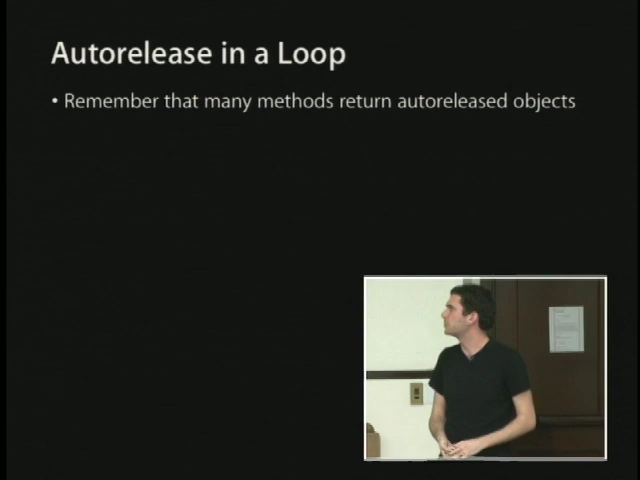 Autorelease in a Loop
• Remember that many methods return autoreleased objects